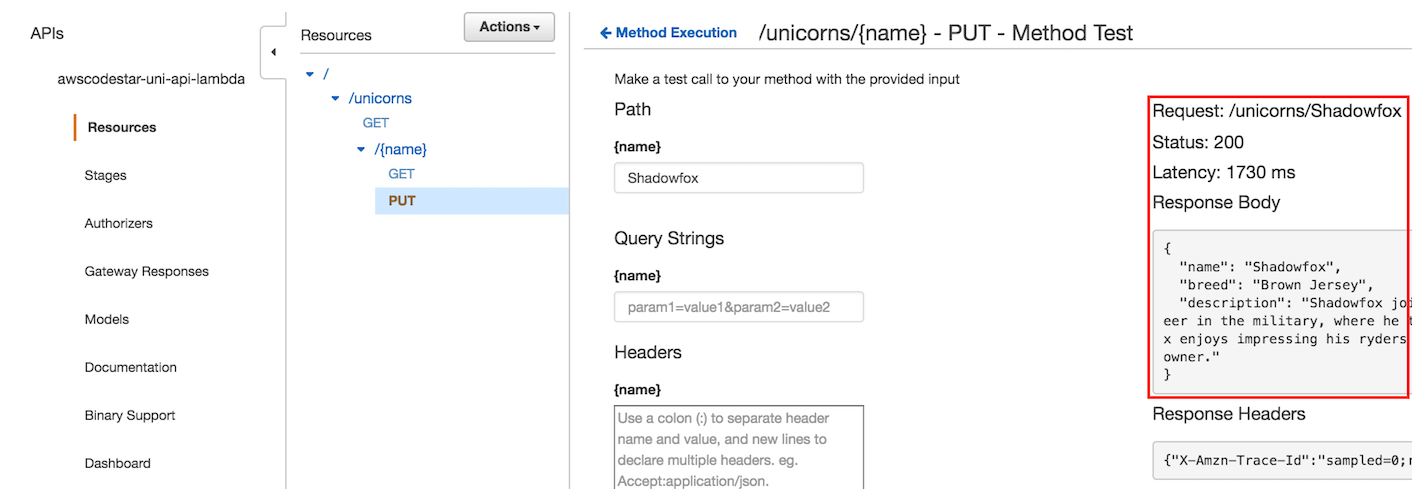 APIs
awscodestar-uni-api-lambda
Resources
Stages
Authorizers
Gateway Responses
Models
Documentation
Binary Support
Dashboard
Resources
Actions
/
/unicorns
GET
/{name}
GET
PUT
Method Execution
/unicorns/{name} - PUT - Method Test
Make a test call to your method with the provided input
Path
{name}
Shadowfox
Query Strings
{name}
param1=value1&param2=value2
Headers
{name}
Use a colon (:) to separate header
name and value, and new lines to
declare multiple headers. eg.
Accept:application/json.
Request: /unicorns/Shadowfox
Status: 200
Latency: 1730 ms
Response Body
{
"name": "Shadowfox",
"breed": "Brown Jersey",
"description": "Shadowfox joi
eer in the military, where he t
x enjoys impressing his ryders
owner."
}
Response Headers
{"X-Amzn-Trace-Id":"sampled=0;r